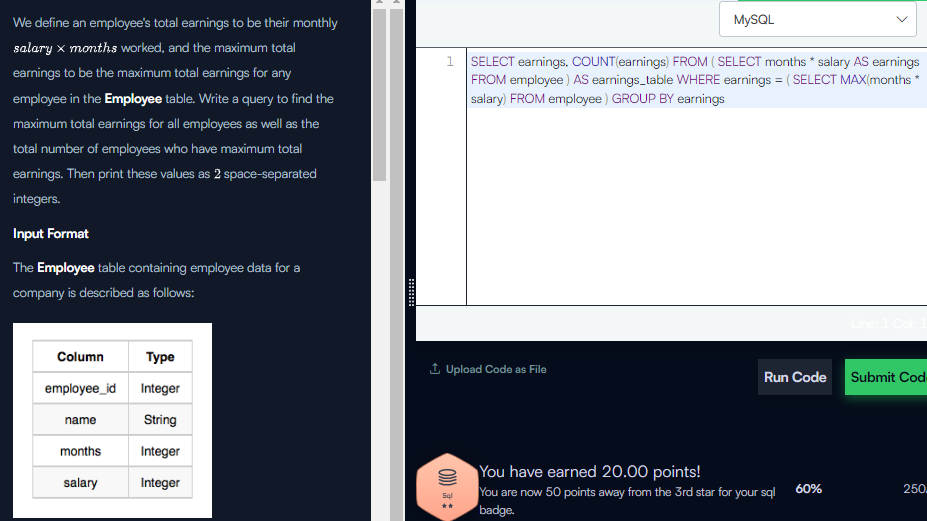 We define an employee's total earnings to be their monthly
salary × months worked, and the maximum total
earnings to be the maximum total earnings for any
employee in the Employee table. Write a query to find the
maximum total earnings for all employees as well as the
total number of employees who have maximum total
earnings. Then print these values as 2 space-separated
integers.
Input Format
The Employee table containing employee data for a
company is described as follows:
Column Type
employee_id Integer
name String
months Integer
salary Integer
MySQL
1 SELECT earnings, COUNT(earnings) FROM ( SELECT months * salary AS earnings
FROM employee ) AS earnings_table WHERE earnings = ( SELECT MAX(months *
salary) FROM employee ) GROUP BY earnings
Line: 1 Col: 1
Upload Code as File
Run Code
Submit Cod
Sql
You have earned 20.00 points!
You are now 50 points away from the 3rd star for your sql
badge.
60%
250